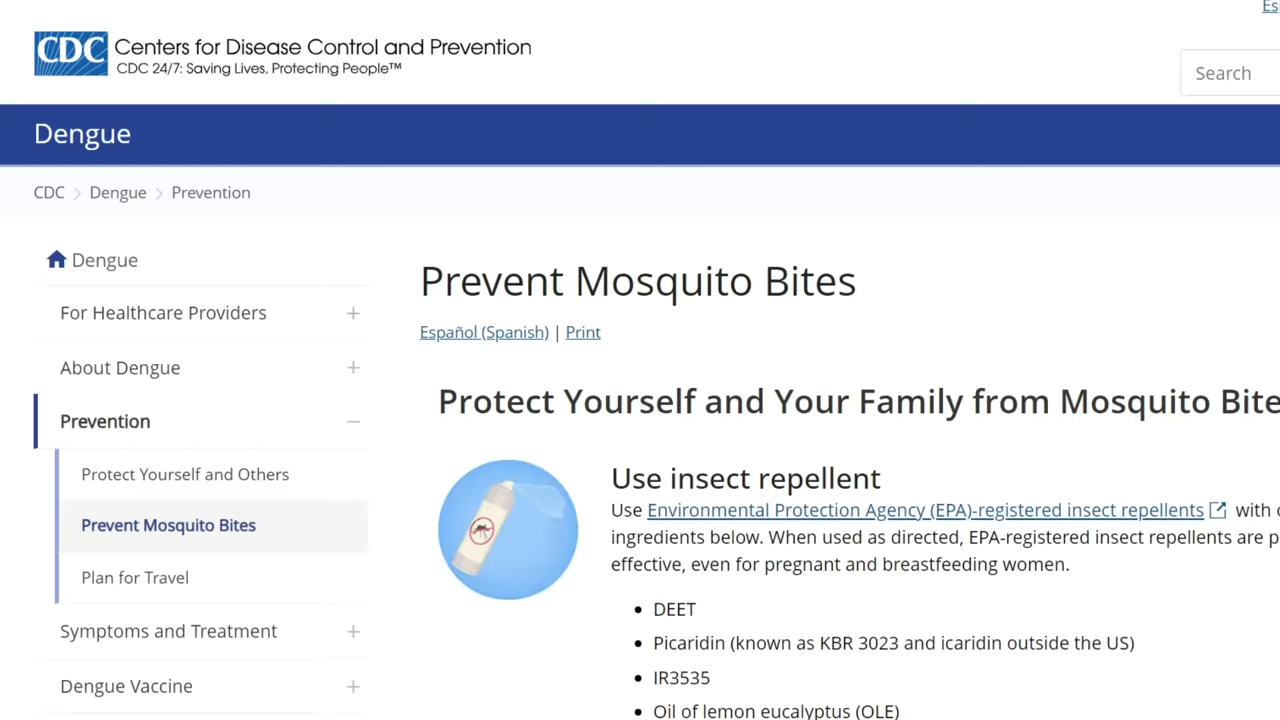 CDC Centers for Disease Control and Prevention
CDC 24/7: Saving Lives, Protecting People™
Search
Dengue
CDC > Dengue > Prevention
Dengue
For Healthcare Providers +
About Dengue +
Prevention –
Protect Yourself and Others
Prevent Mosquito Bites
Plan for Travel
Symptoms and Treatment +
Dengue Vaccine +
Prevent Mosquito Bites
Español (Spanish) | Print
Protect Yourself and Your Family from Mosquito
Use insect repellent
Use Environmental Protection Agency (EPA)-registered insect repellents with
ingredients below. When used as directed, EPA-registered insect repellents are
effective, even for pregnant and breastfeeding women.
• DEET
• Picaridin (known as KBR 3023 and icaridin outside the US)
• IR3535
• Oil of lemon eucalyptus (OLE)